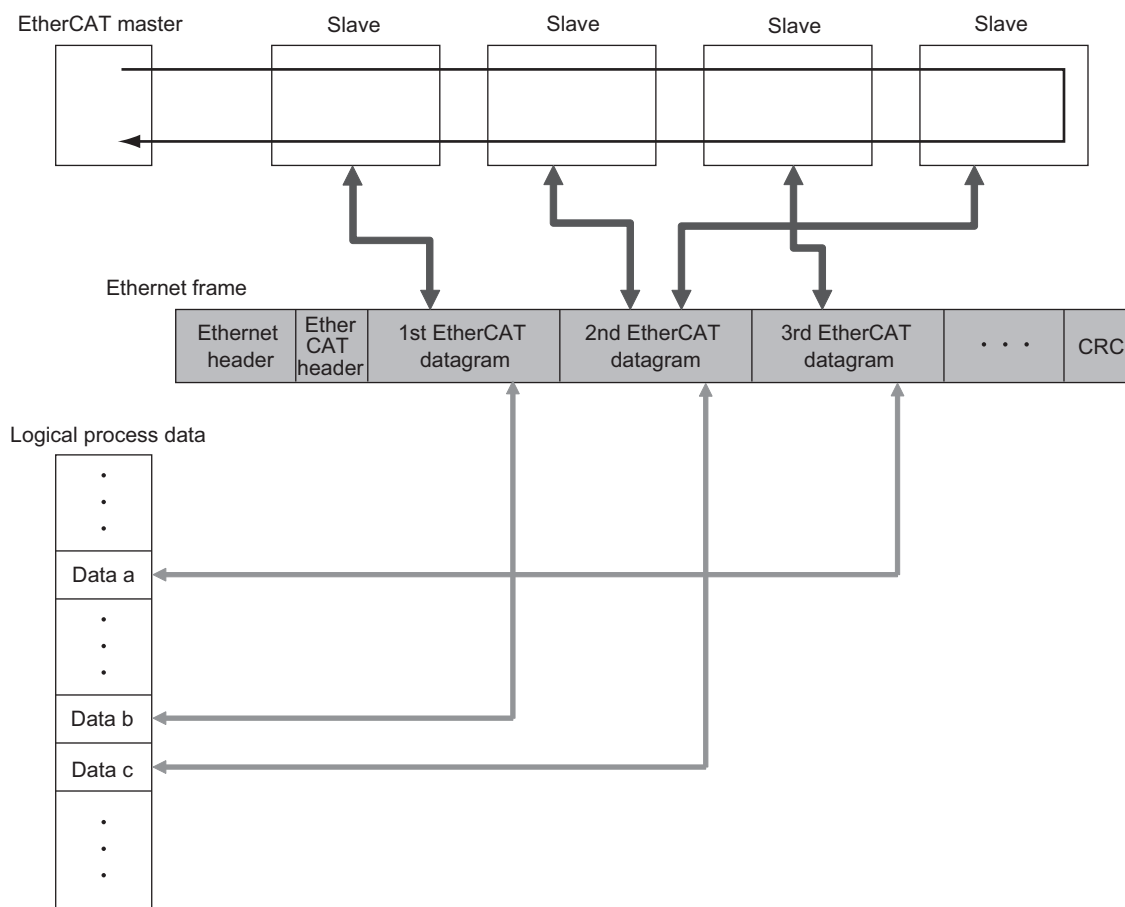 EtherCAT master
Slave
Slave
Slave
Slave
Ethernet frame
Ethernet
header
Ether
CAT
header
1st EtherCAT
datagram
2nd EtherCAT
datagram
3rd EtherCAT
datagram
· · ·
CRC
Logical process data
Data a
Data b
Data c